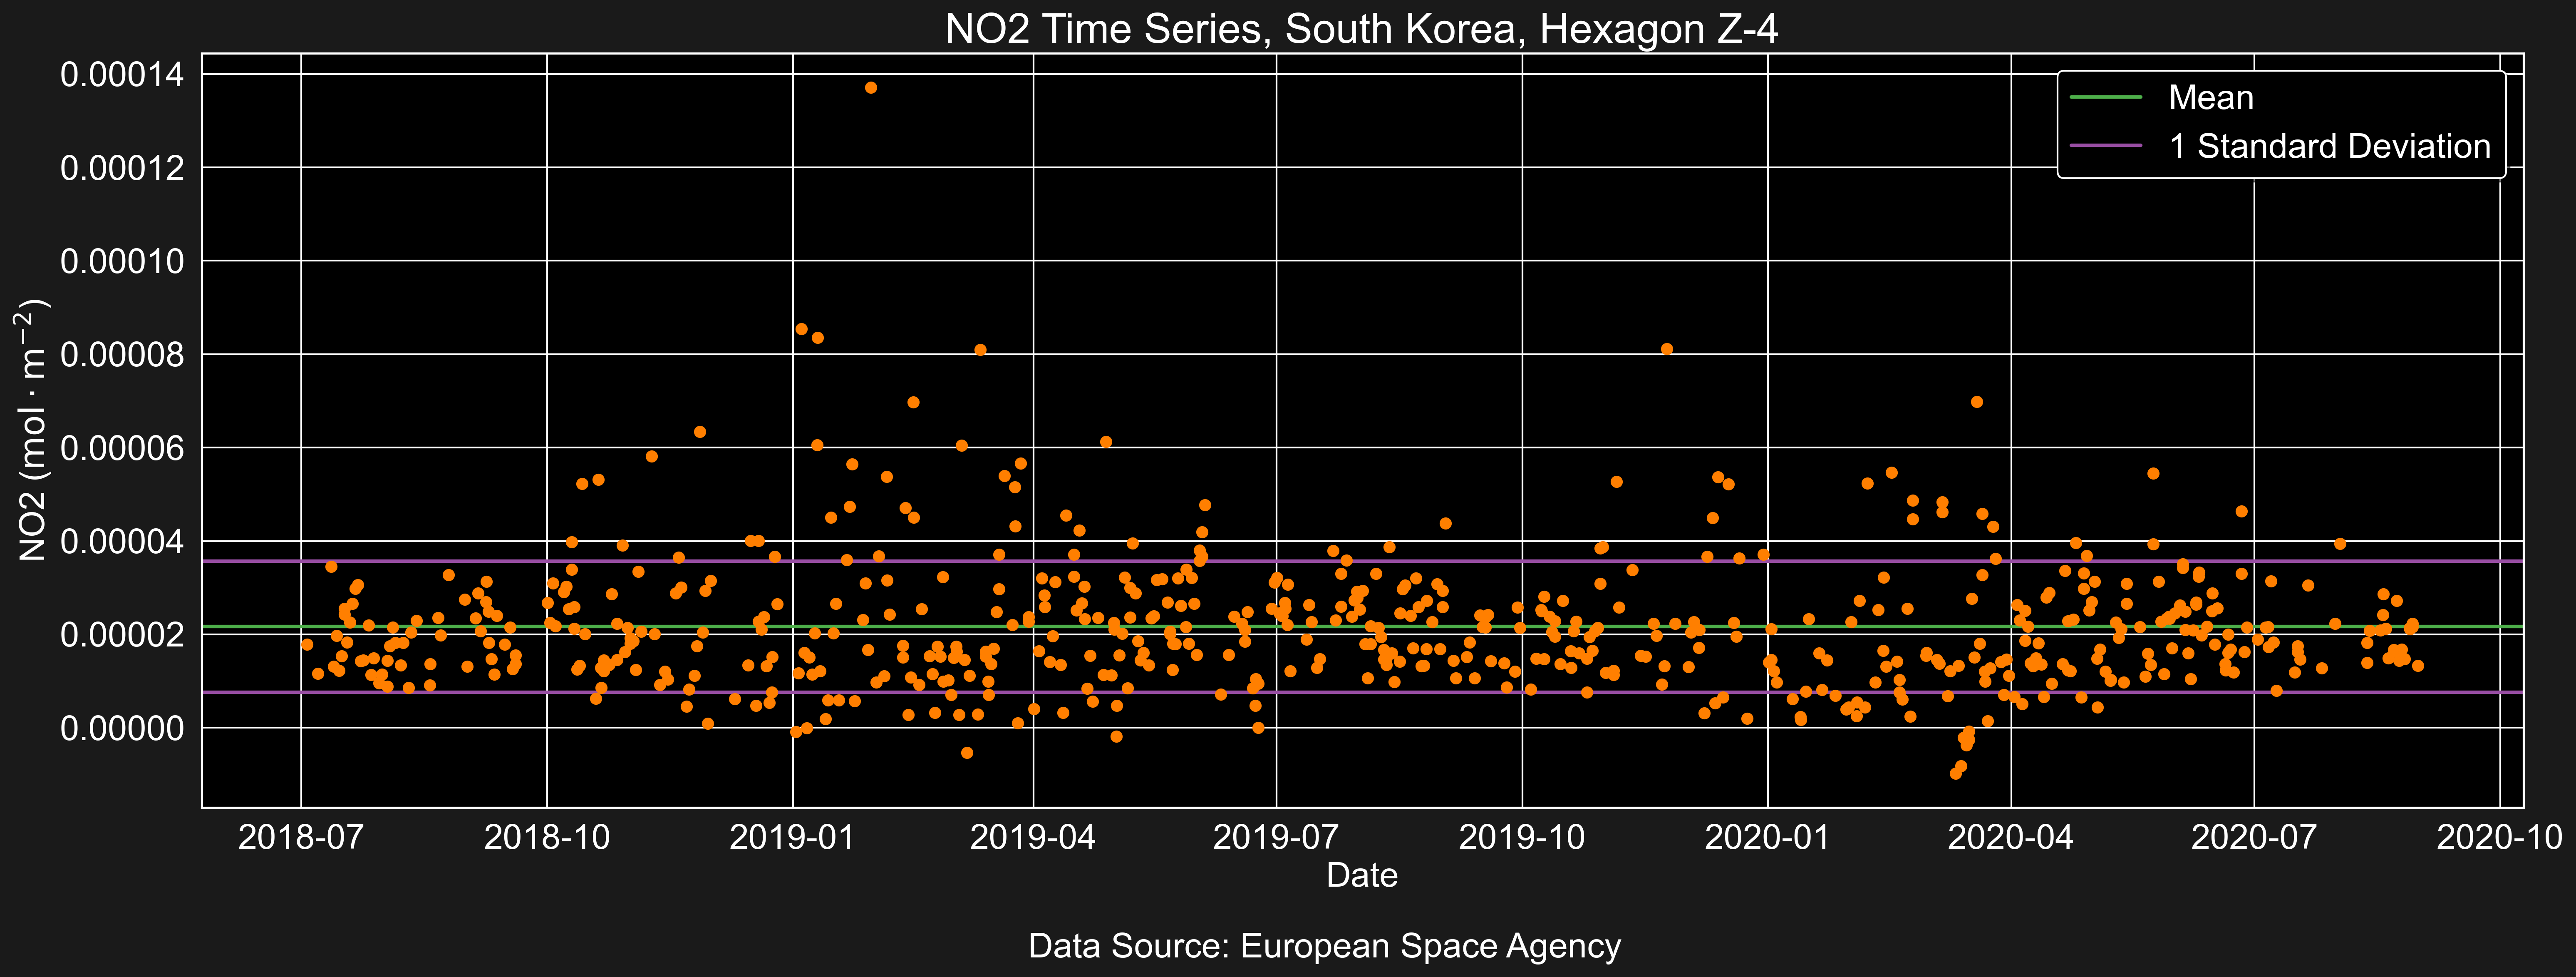 NO2 Time Series, South Korea, Hexagon Z-4
Mean
1 Standard Deviation
NO2 (mol · m⁻²)
0.00014
0.00012
0.00010
0.00008
0.00006
0.00004
0.00002
0.00000
2018-07 2018-10 2019-01 2019-04 2019-07 2019-10 2020-01 2020-04 2020-07 2020-10
Date
Data Source: European Space Agency